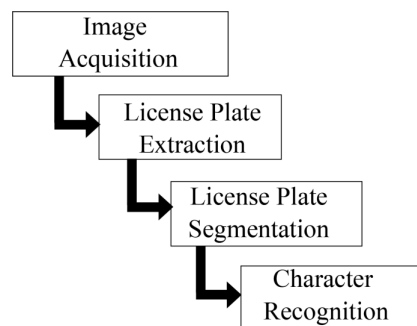 Image
Acquisition
License Plate
Extraction
License Plate
Segmentation
Character
Recognition